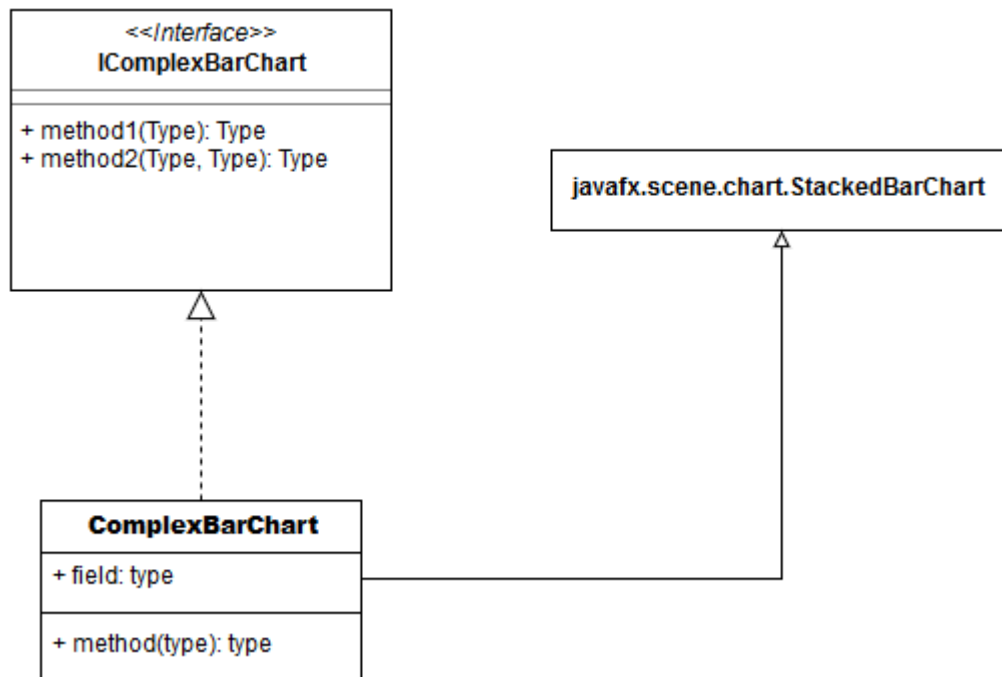 <<Interface>>
IComplexBarChart
+ method1(Type): Type
+ method2(Type, Type): Type
javafx.scene.chart.StackedBarChart
ComplexBarChart
+ field: type
+ method(type): type